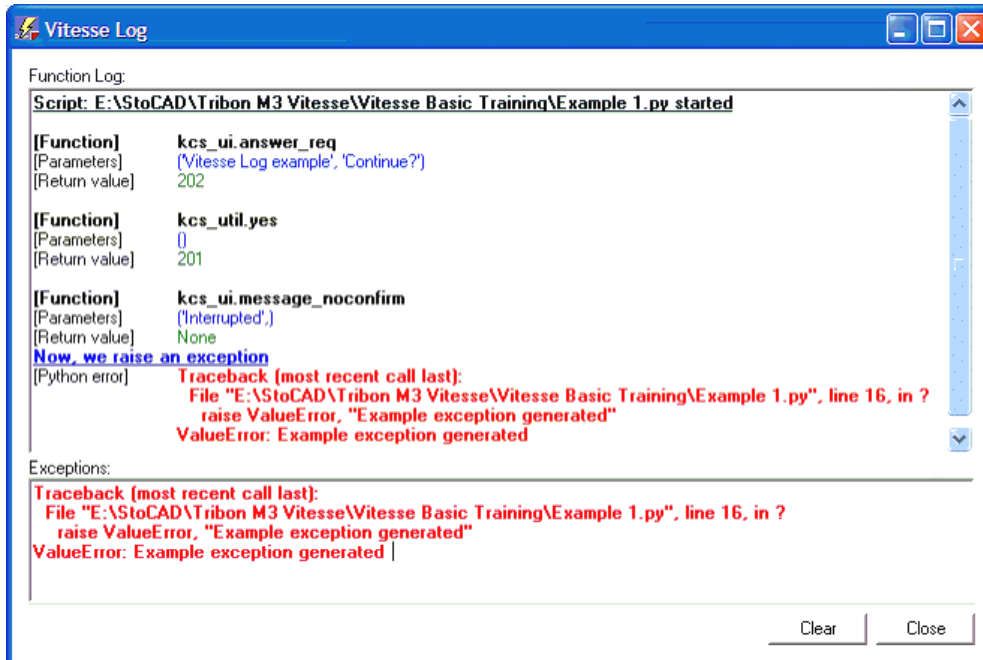 Vitesse Log
Function Log:
Script: E:\StoCAD\Tribon M3 Vitesse\Vitesse Basic Training\Example 1.py started
[Function] kcs_ui.answer_req
[Parameters] ('Vitesse Log example', 'Continue?')
[Return value] 202
[Function] kcs_util.yes
[Parameters] ()
[Return value] 201
[Function] kcs_ui.message_noconfirm
[Parameters] ('Interrupted',)
[Return value] None
Now, we raise an exception
[Python error] Traceback (most recent call last):
File "E:\StoCAD\Tribon M3 Vitesse\Vitesse Basic Training\Example 1.py", line 16, in ?
raise ValueError, "Example exception generated"
ValueError: Example exception generated
Exceptions:
Traceback (most recent call last):
File "E:\StoCAD\Tribon M3 Vitesse\Vitesse Basic Training\Example 1.py", line 16, in ?
raise ValueError, "Example exception generated"
ValueError: Example exception generated
Clear Close